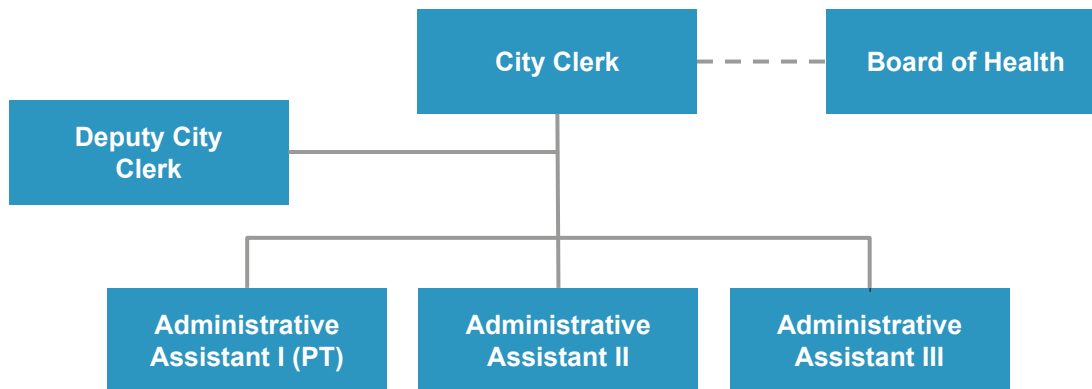 City Clerk
Board of Health
Deputy City
Clerk
Administrative
Assistant I (PT)
Administrative
Assistant II
Administrative
Assistant III